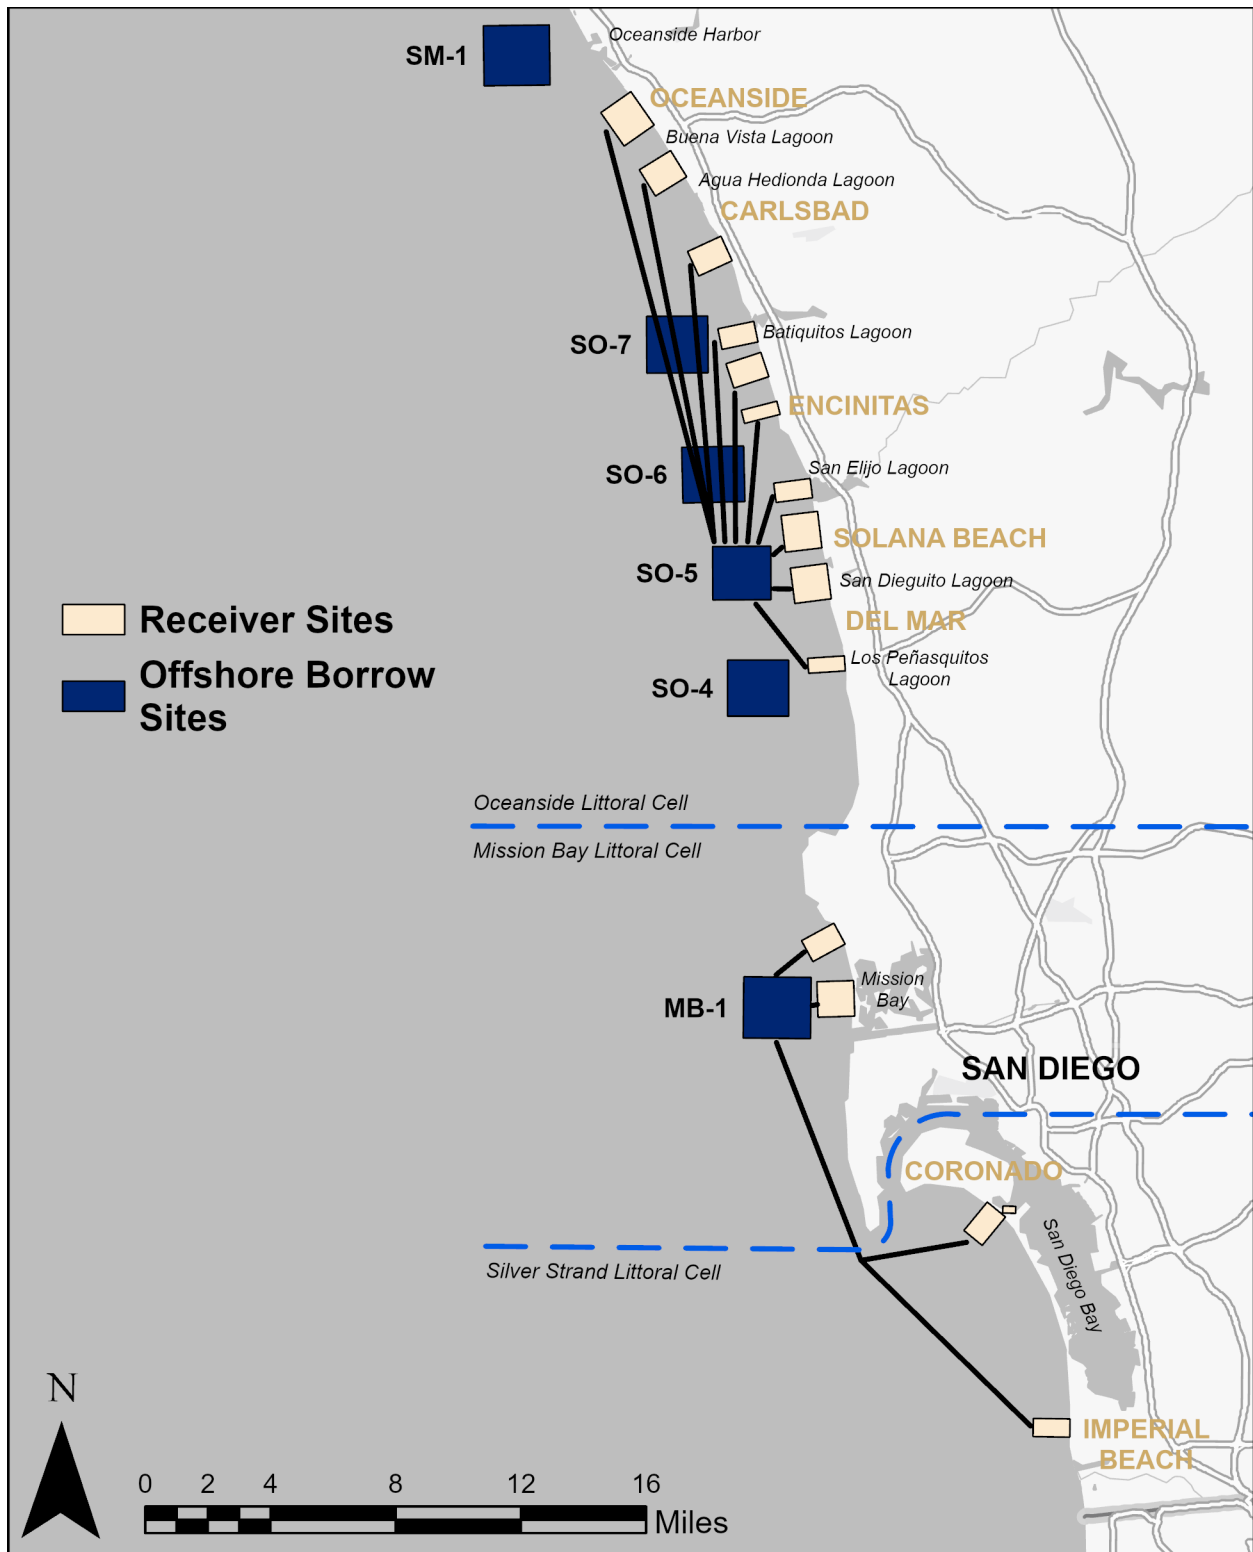 Oceanside Harbor
SM-1
OCEANSIDE
Buena Vista Lagoon
Agua Hedionda Lagoon
CARLSBAD
Batiquitos Lagoon
SO-7
ENCINITAS
San Elijo Lagoon
SO-6
SOLANA BEACH
SO-5
San Dieguito Lagoon
Receiver Sites
DEL MAR
Los Peñasquitos
Lagoon
Offshore Borrow
Sites
SO-4
Oceanside Littoral Cell
Mission Bay Littoral Cell
Mission
Bay
MB-1
SAN DIEGO
CORONADO
San Diego Bay
Silver Strand Littoral Cell
N
IMPERIAL
BEACH
0 2 4 8 12 16
Miles